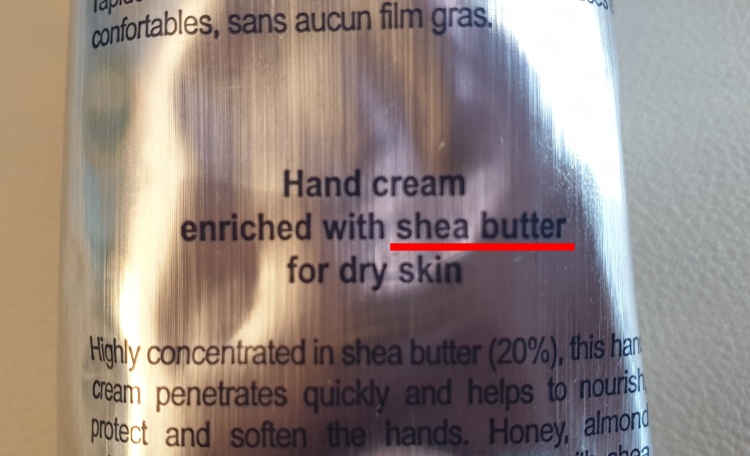 confortables, sans aucun film gras.
Hand cream
enriched with shea butter
for dry skin
Highly concentrated in shea butter (20%), this
cream penetrates quickly and helps to nourish,
protect and soften the hands. Honey, almond
shea